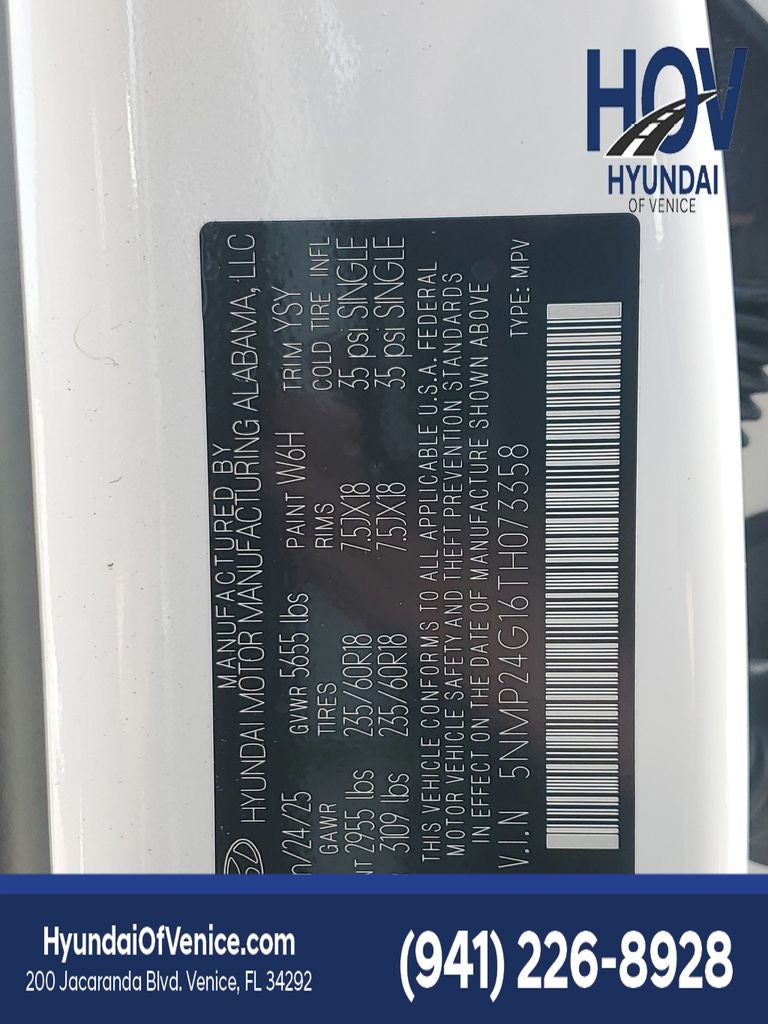 HOV
HYUNDAI
OF VENICE
MANUFACTURED BY
HYUNDAI MOTOR MANUFACTURING ALABAMA, LLC
/24/25 GVWR 5655 lbs PAINT W6H TRIM YSY
GAWR TIRES RIMS COLD TIRE INFL
NT 2955 lbs 235/60R18 7.5JX18 35 psi SINGLE
3109 lbs 235/60R18 7.5JX18 35 psi SINGLE
THIS VEHICLE CONFORMS TO ALL APPLICABLE U.S.A. FEDERAL
MOTOR VEHICLE SAFETY AND THEFT PREVENTION STANDARDS
IN EFFECT ON THE DATE OF MANUFACTURE SHOWN ABOVE
V.I.N 5NMP24G16TH073358 TYPE: MPV
HyundaiOfVenice.com
200 Jacaranda Blvd. Venice, FL 34292
(941) 226-8928